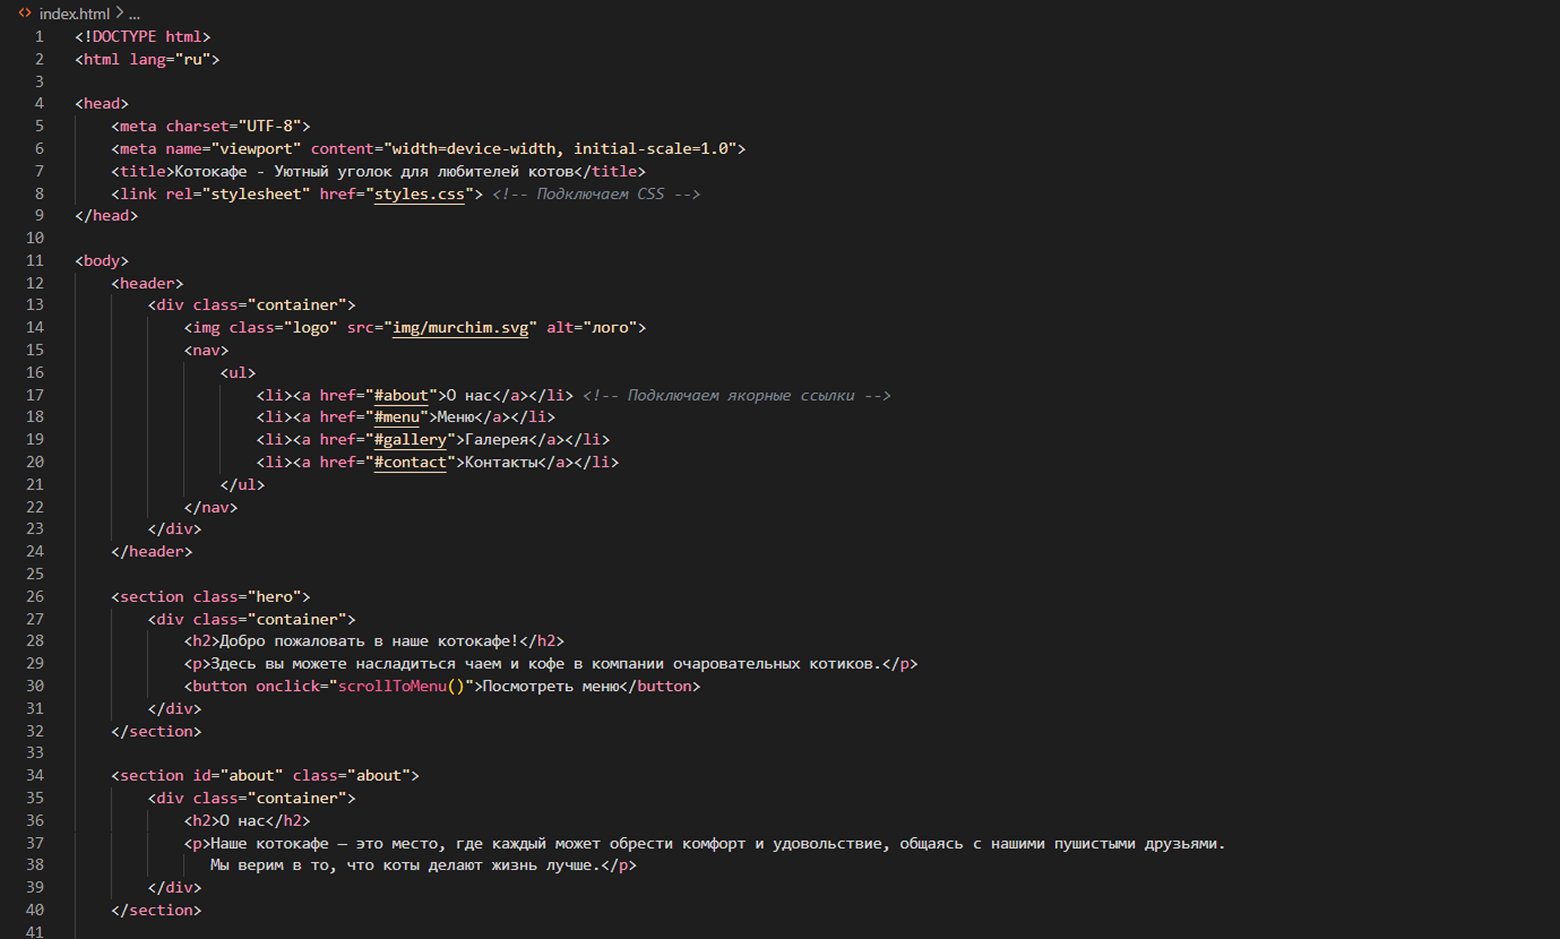 index.html > ...
1 <!DOCTYPE html>
2 <html lang="ru">
3
4 <head>
5     <meta charset="UTF-8">
6     <meta name="viewport" content="width=device-width, initial-scale=1.0">
7     <title>Котокафе - Уютный уголок для любителей котов</title>
8     <link rel="stylesheet" href="styles.css"> <!-- Подключаем CSS -->
9 </head>
10
11 <body>
12     <header>
13         <div class="container">
14             <img class="logo" src="img/murchim.svg" alt="лого">
15             <nav>
16                 <ul>
17                     <li><a href="#about">О нас</a></li> <!-- Подключаем якорные ссылки -->
18                     <li><a href="#menu">Меню</a></li>
19                     <li><a href="#gallery">Галерея</a></li>
20                     <li><a href="#contact">Контакты</a></li>
21                 </ul>
22             </nav>
23         </div>
24     </header>
25
26     <section class="hero">
27         <div class="container">
28             <h2>Добро пожаловать в наше котокафе!</h2>
29             <p>Здесь вы можете насладиться чаем и кофе в компании очаровательных котиков.</p>
30             <button onclick="scrollToMenu()">Посмотреть меню</button>
31         </div>
32     </section>
33
34     <section id="about" class="about">
35         <div class="container">
36             <h2>О нас</h2>
37             <p>Наше котокафе — это место, где каждый может обрести комфорт и удовольствие, общаясь с нашими пушистыми друзьями.
38                Мы верим в то, что коты делают жизнь лучше.</p>
39         </div>
40     </section>
41